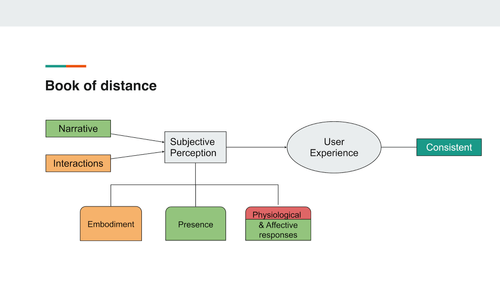 Book of distance
Narrative
Interactions
Subjective
Perception
User
Experience
Consistent
Embodiment
Presence
Physiological
& Affective
responses